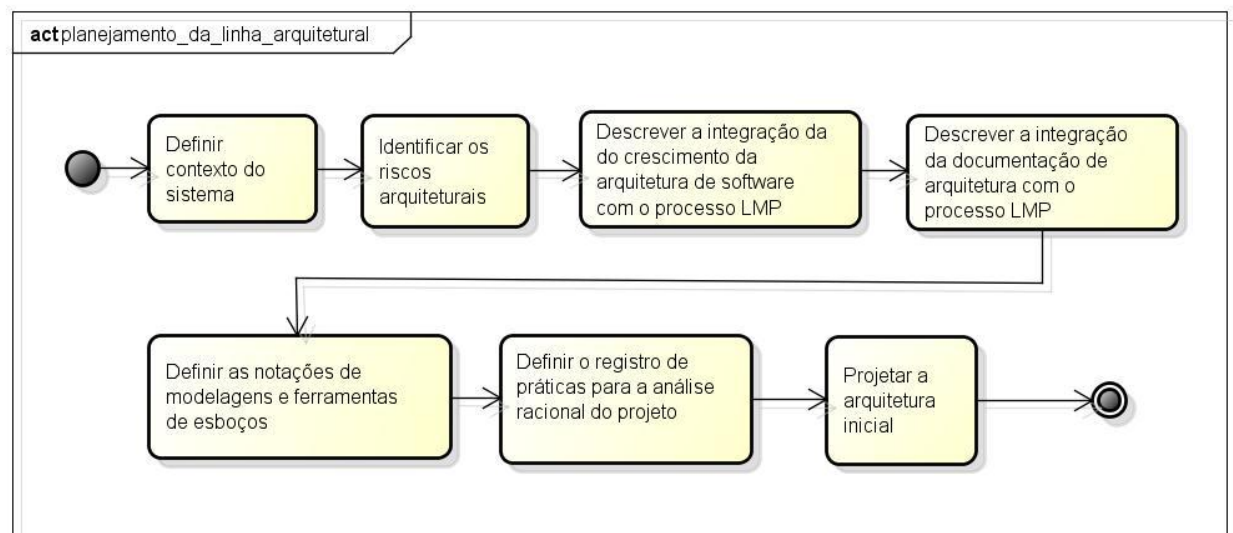 act planejamento_da_linha_arquitetural
Definir
contexto do
sistema
Identificar os
riscos
arquiteturais
Descrever a integração da
do crescimento da
arquitetura de software
com o processo LMP
Descrever a integração
da documentação de
arquitetura com o
processo LMP
Definir as notações de
modelagens e ferramentas
de esboços
Definir o registro de
práticas para a análise
racional do projeto
Projetar a
arquitetura
inicial